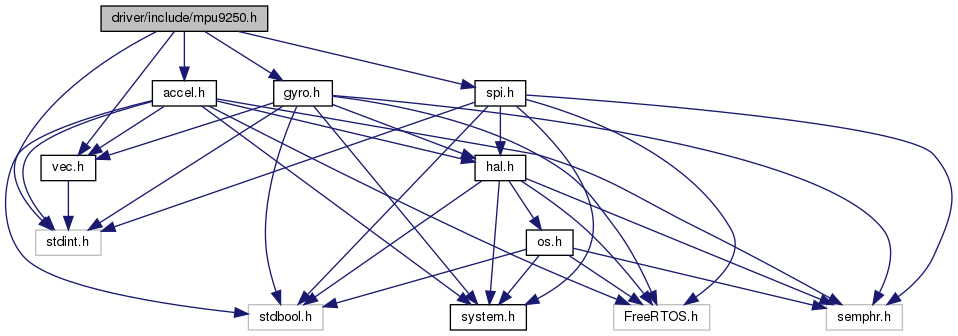 driver/include/mpu9250.h
accel.h
gyro.h
spi.h
vec.h
hal.h
stdint.h
os.h
stdbool.h
system.h
FreeRTOS.h
semphr.h